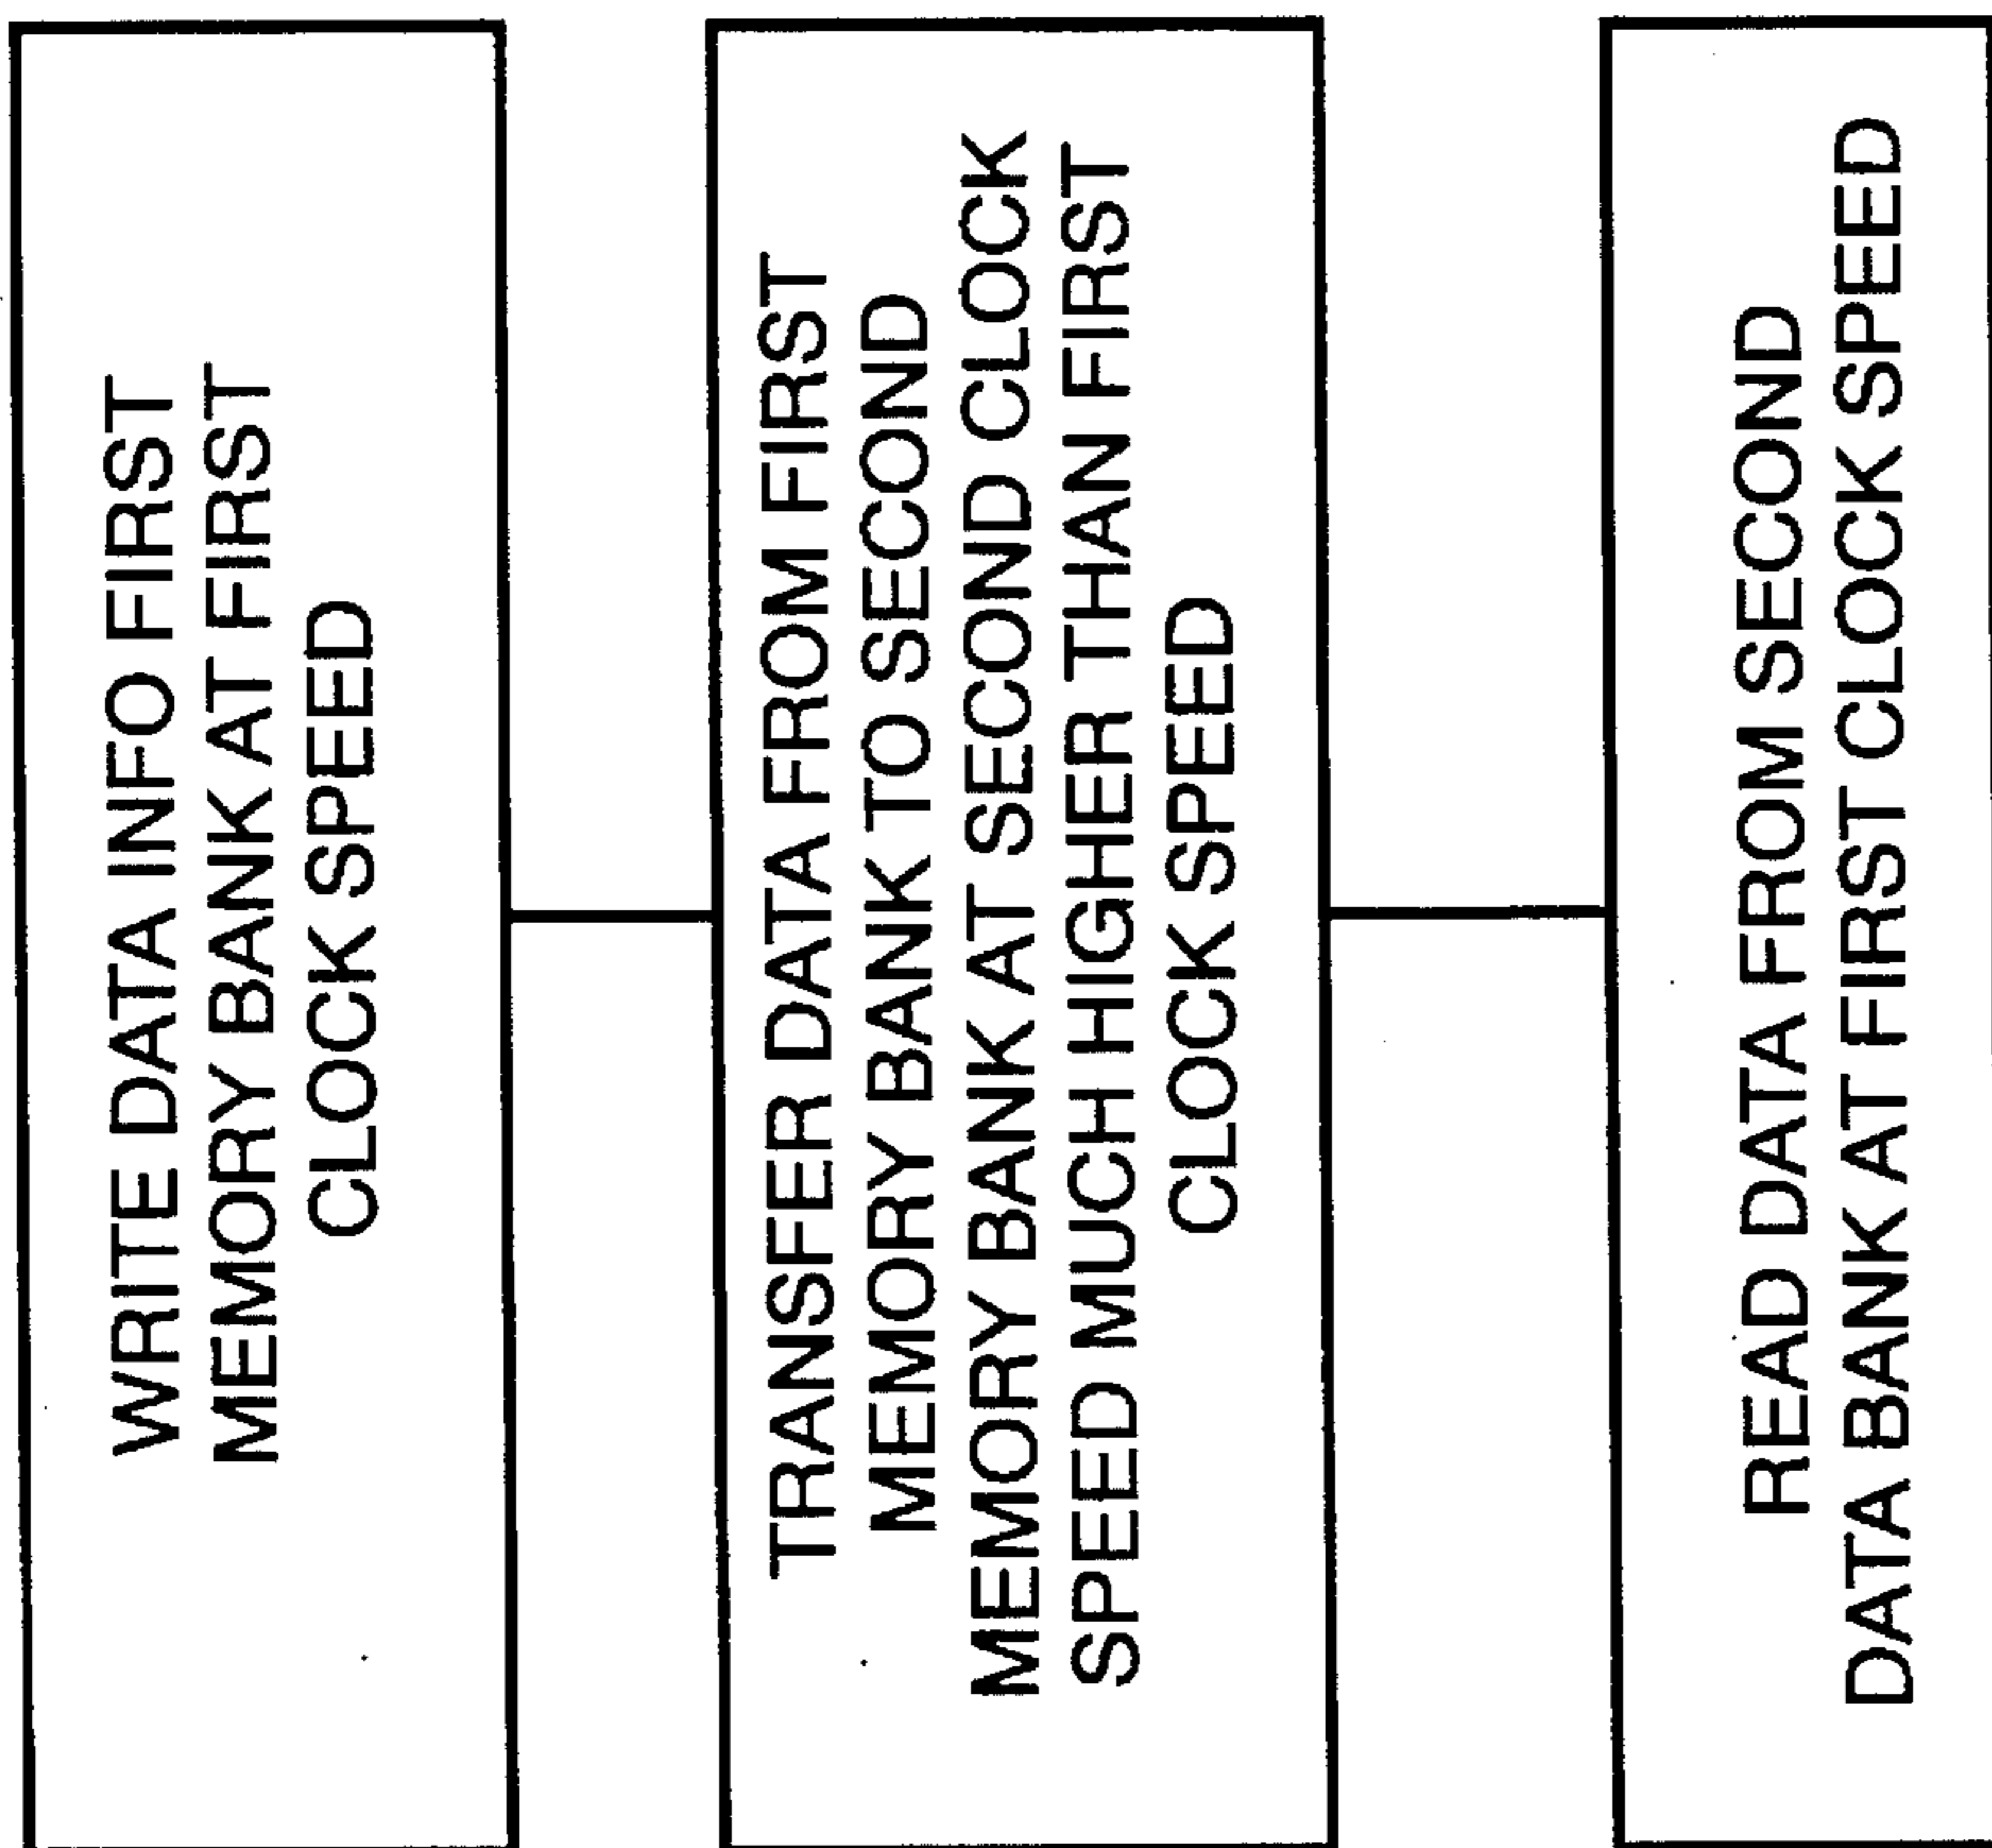 WRITE DATA INFO FIRST
MEMORY BANK AT FIRST
CLOCK SPEED
TRANSFER DATA FROM FIRST
MEMORY BANK TO SECOND
MEMORY BANK AT SECOND CLOCK
SPEED MUCH HIGHER THAN FIRST
CLOCK SPEED
READ DATA FROM SECOND
DATA BANK AT FIRST CLOCK SPEED